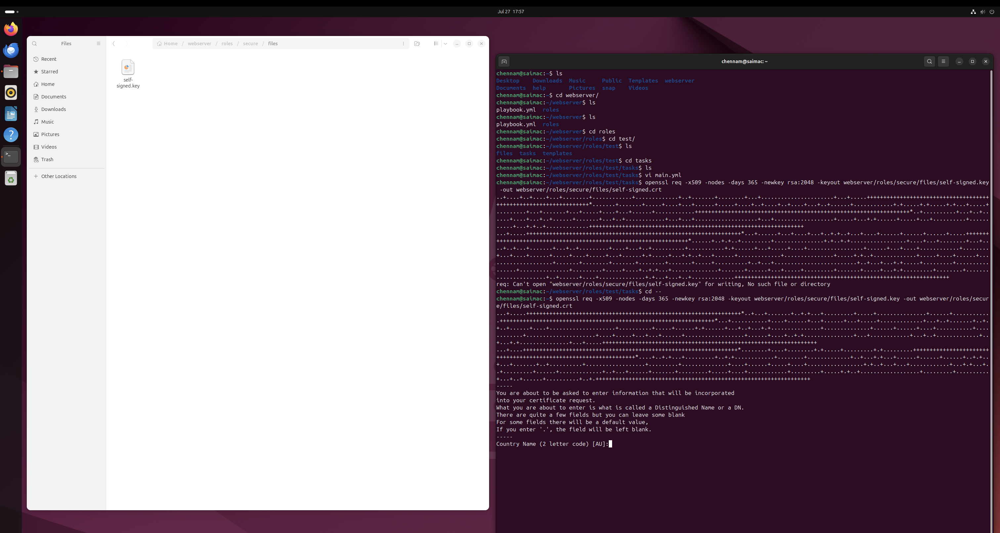 Jul 27 17:57
Files
Home / webserver / roles / secure / files
Recent
Starred
Home
Documents
Downloads
Music
Pictures
Videos
Trash
Other Locations
self-
signed.key
chennam@saimac: ~
chennam@saimac:~$ ls
Desktop    Downloads  Music     Public  Templates  webserver
Documents  help       Pictures  snap    Videos
chennam@saimac:~$ cd webserver/
chennam@saimac:~/webserver$ ls
playbook.yml  roles
chennam@saimac:~/webserver$ ls
playbook.yml  roles
chennam@saimac:~/webserver$ cd roles
chennam@saimac:~/webserver/roles$ cd test/
chennam@saimac:~/webserver/roles/test$ ls
files  tasks  templates
chennam@saimac:~/webserver/roles/test$ cd tasks
chennam@saimac:~/webserver/roles/test/tasks$ ls
chennam@saimac:~/webserver/roles/test/tasks$ vi main.yml
chennam@saimac:~/webserver/roles/test/tasks$ openssl req -x509 -nodes -days 365 -newkey rsa:2048 -keyout webserver/roles/secure/files/self-signed.key
-out webserver/roles/secure/files/self-signed.crt
req: Can't open "webserver/roles/secure/files/self-signed.key" for writing, No such file or directory
chennam@saimac:~/webserver/roles/test/tasks$ cd --
chennam@saimac:~$ openssl req -x509 -nodes -days 365 -newkey rsa:2048 -keyout webserver/roles/secure/files/self-signed.key -out webserver/roles/secur
e/files/self-signed.crt
-----
You are about to be asked to enter information that will be incorporated
into your certificate request.
What you are about to enter is what is called a Distinguished Name or a DN.
There are quite a few fields but you can leave some blank
For some fields there will be a default value,
If you enter '.', the field will be left blank.
-----
Country Name (2 letter code) [AU]: